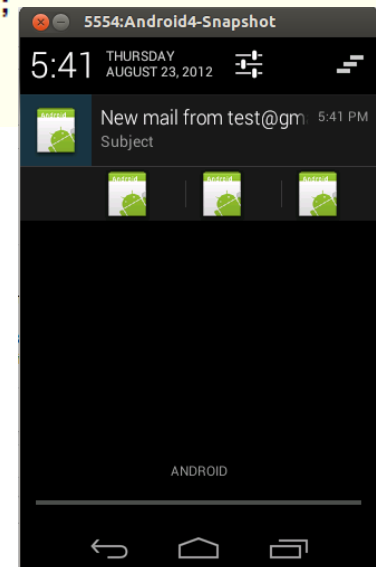 ;
5554:Android4-Snapshot
5:41 THURSDAY
AUGUST 23, 2012
New mail from test@gm 5:41 PM
Subject
ANDROID